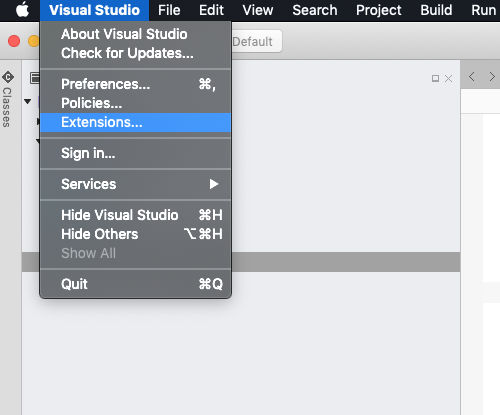 Visual Studio File Edit View Search Project Build Run
Default
About Visual Studio
Check for Updates...
Preferences... ⌘,
Policies...
Extensions...
Sign in...
Services ▶
Hide Visual Studio ⌘H
Hide Others ⌥⌘H
Show All
Quit ⌘Q
Classes